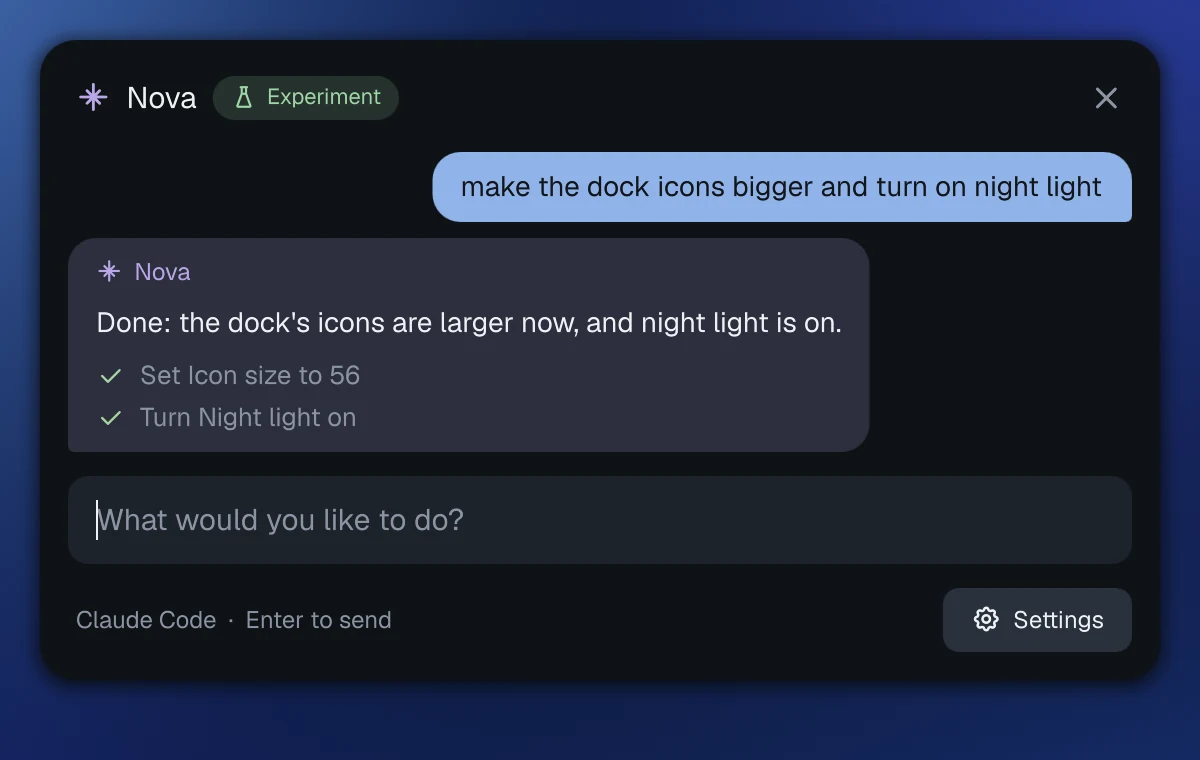 Nova
Experiment
make the dock icons bigger and turn on night light
Nova
Done: the dock's icons are larger now, and night light is on.
Set Icon size to 56
Turn Night light on
What would you like to do?
Claude Code · Enter to send
Settings